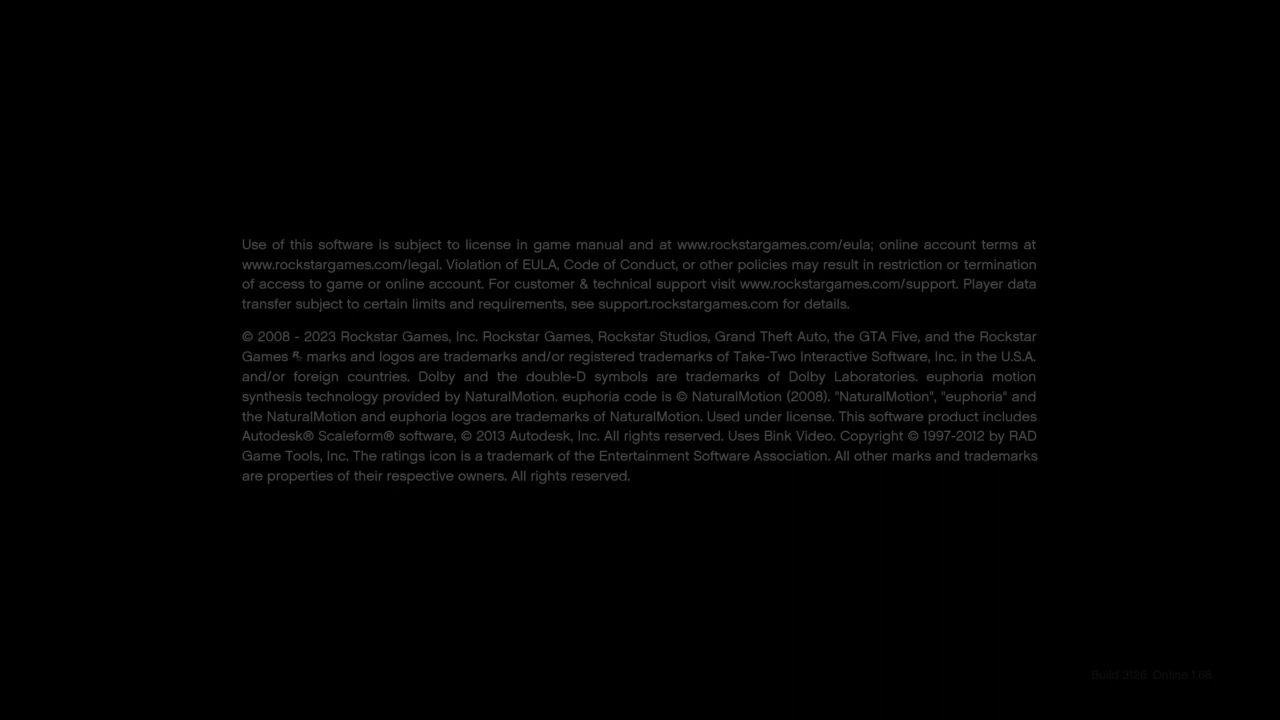 Use of this software is subject to license in game manual and at www.rockstargames.com/eula; online account terms at
www.rockstargames.com/legal. Violation of EULA, Code of Conduct, or other policies may result in restriction or termination
of access to game or online account. For customer & technical support visit www.rockstargames.com/support. Player data
transfer subject to certain limits and requirements, see support.rockstargames.com for details.
© 2008 - 2023 Rockstar Games, Inc. Rockstar Games, Rockstar Studios, Grand Theft Auto, the GTA Five, and the Rockstar
Games R* marks and logos are trademarks and/or registered trademarks of Take-Two Interactive Software, Inc. in the U.S.A.
and/or foreign countries. Dolby and the double-D symbols are trademarks of Dolby Laboratories. euphoria motion
synthesis technology provided by NaturalMotion. euphoria code is © NaturalMotion (2008). "NaturalMotion", "euphoria" and
the NaturalMotion and euphoria logos are trademarks of NaturalMotion. Used under license. This software product includes
Autodesk® Scaleform® software, © 2013 Autodesk, Inc. All rights reserved. Uses Bink Video. Copyright © 1997-2012 by RAD
Game Tools, Inc. The ratings icon is a trademark of the Entertainment Software Association. All other marks and trademarks
are properties of their respective owners. All rights reserved.
Build 3126 Online 1.68